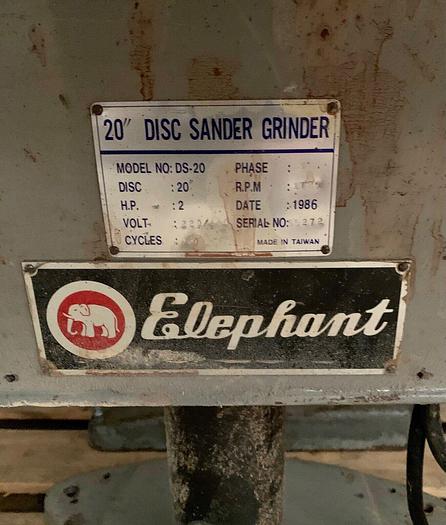 20" DISC SANDER GRINDER
MODEL NO: DS-20 PHASE :
DISC : 20" R.P.M :
H.P. : 2 DATE : 1986
VOLT : SERIAL NO:
CYCLES : MADE IN TAIWAN
Elephant